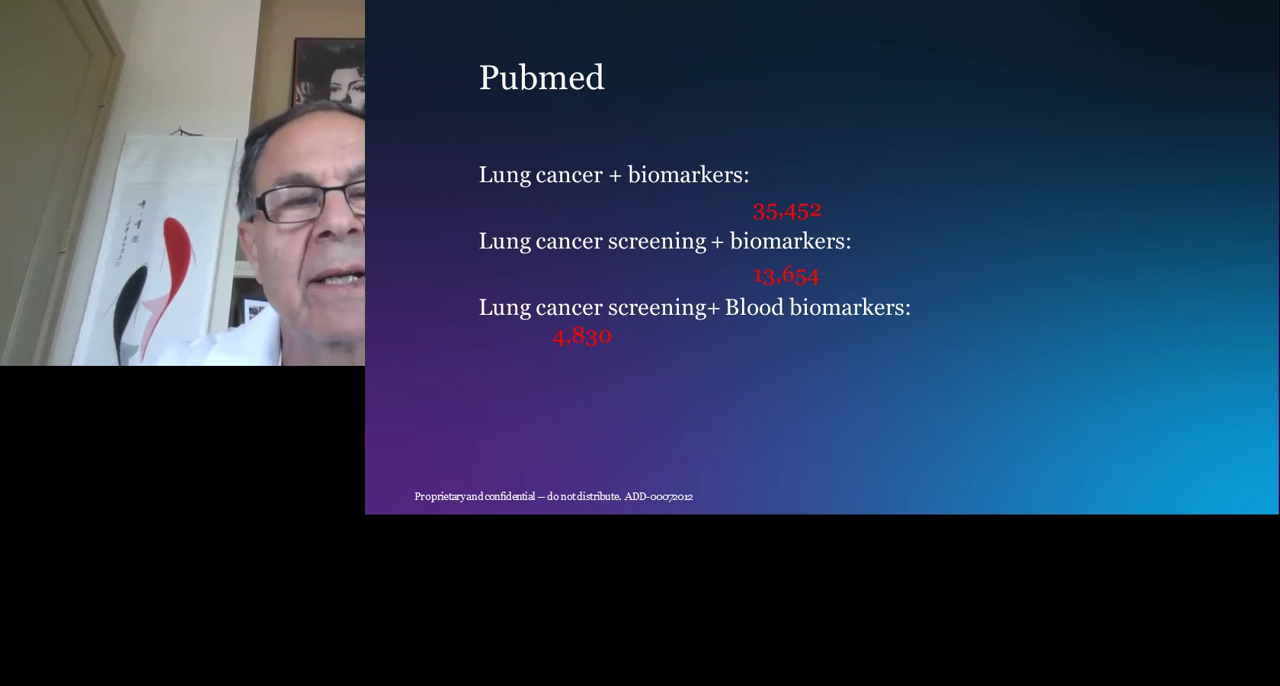 Pubmed
Lung cancer + biomarkers:
35,452
Lung cancer screening + biomarkers:
13,654
Lung cancer screening+ Blood biomarkers:
4,830
Proprietary and confidential — do not distribute. ADD-00072012